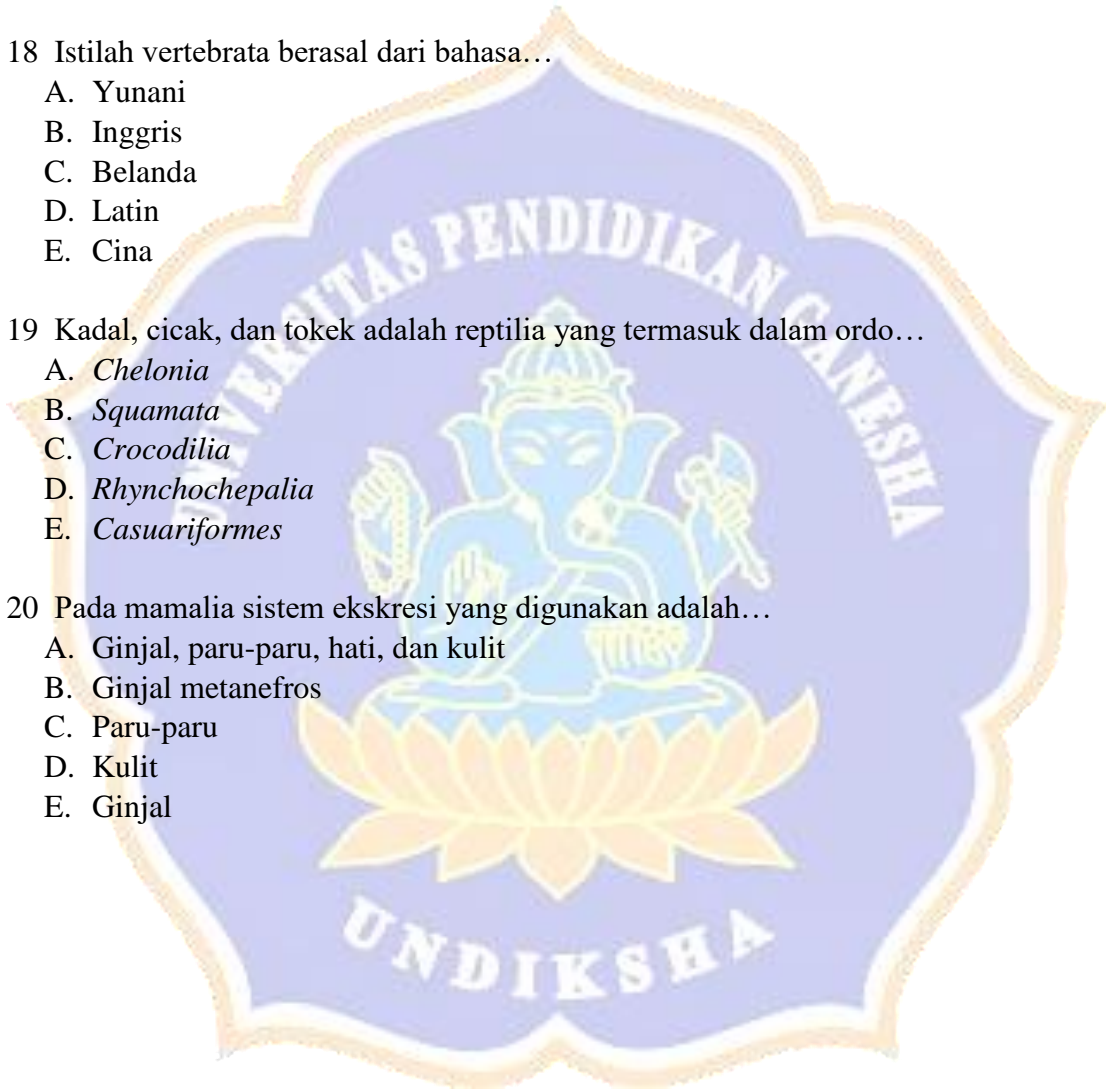 18 Istilah vertebrata berasal dari bahasa…
A. Yunani
B. Inggris
C. Belanda
D. Latin
E. Cina
19 Kadal, cicak, dan tokek adalah reptilia yang termasuk dalam ordo…
A. Chelonia
B. Squamata
C. Crocodilia
D. Rhynchochepalia
E. Casuariformes
20 Pada mamalia sistem ekskresi yang digunakan adalah…
A. Ginjal, paru-paru, hati, dan kulit
B. Ginjal metanefros
C. Paru-paru
D. Kulit
E. Ginjal
UNIVERSITAS PENDIDIKAN GANESHA
UNDIKSHA